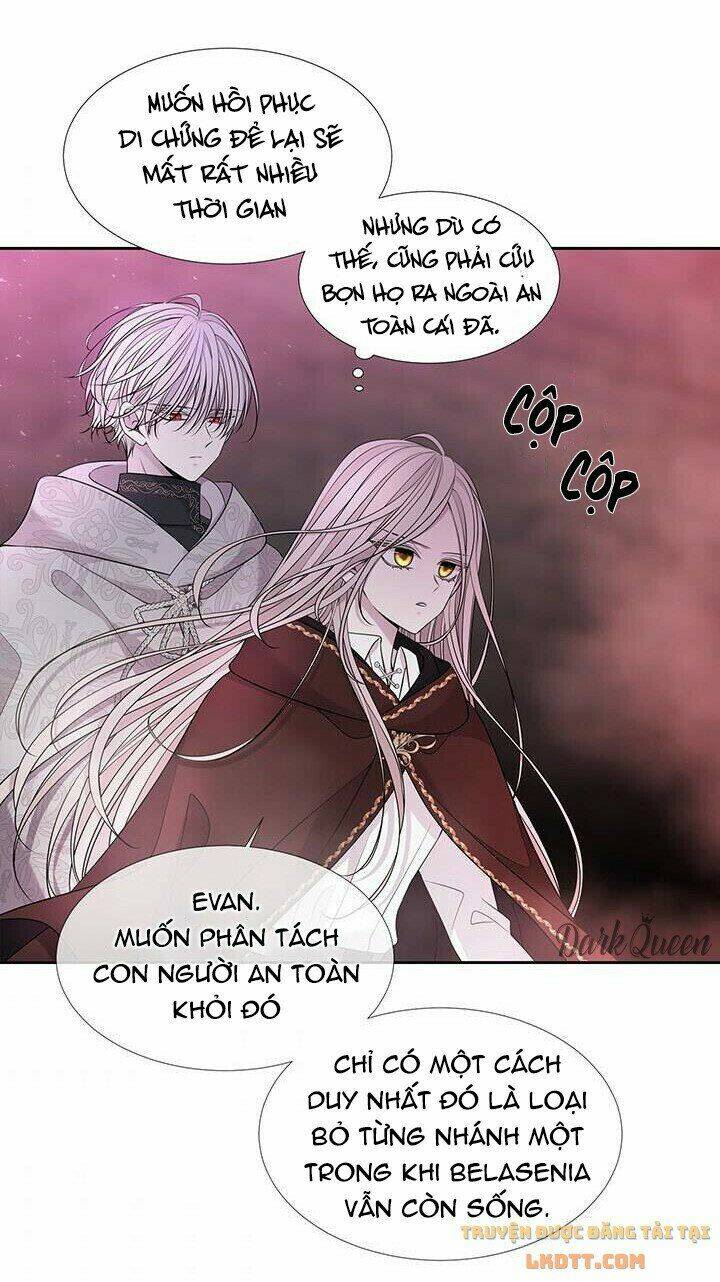 MUỐN HỒI PHỤC
DI CHỨNG ĐỂ LẠI SẼ
MẤT RẤT NHIỀU
THỜI GIAN
NHƯNG DÙ CÓ
THẾ, CŨNG PHẢI CỨU
BỌN HỌ RA NGOÀI AN
TOÀN CÁI ĐÃ.
CỘP
CỘP
EVAN.
MUỐN PHÂN TÁCH
CON NGƯỜI AN TOÀN
KHỎI ĐÓ
DarkQueen
CHỈ CÓ MỘT CÁCH
DUY NHẤT ĐÓ LÀ LOẠI
BỎ TỪNG NHÁNH MỘT
TRONG KHI BELASENIA
VẪN CÒN SỐNG.
TRUYỆN ĐƯỢC ĐĂNG TẢI TẠI
LKDTT.COM